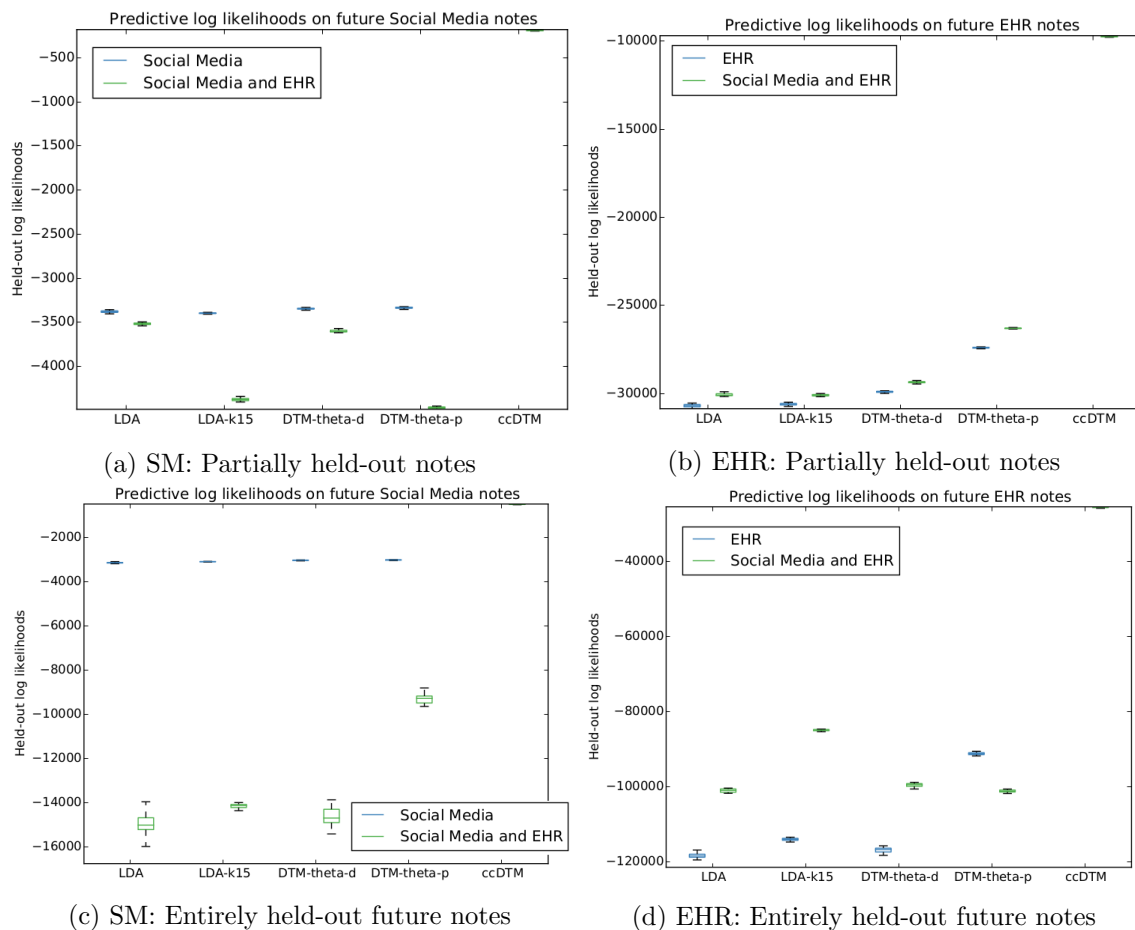 Predictive log likelihoods on future Social Media notes
Held-out log likelihoods
−500
−1000
−1500
−2000
−2500
−3000
−3500
−4000
Social Media
Social Media and EHR
LDA LDA-k15 DTM-theta-d DTM-theta-p ccDTM
(a) SM: Partially held-out notes
Predictive log likelihoods on future EHR notes
Held-out log likelihoods
−10000
−15000
−20000
−25000
−30000
EHR
Social Media and EHR
LDA LDA-k15 DTM-theta-d DTM-theta-p ccDTM
(b) EHR: Partially held-out notes
Predictive log likelihoods on future Social Media notes
Held-out log likelihoods
−2000
−4000
−6000
−8000
−10000
−12000
−14000
−16000
Social Media
Social Media and EHR
LDA LDA-k15 DTM-theta-d DTM-theta-p ccDTM
(c) SM: Entirely held-out future notes
Predictive log likelihoods on future EHR notes
Held-out log likelihoods
−40000
−60000
−80000
−100000
−120000
EHR
Social Media and EHR
LDA LDA-k15 DTM-theta-d DTM-theta-p ccDTM
(d) EHR: Entirely held-out future notes